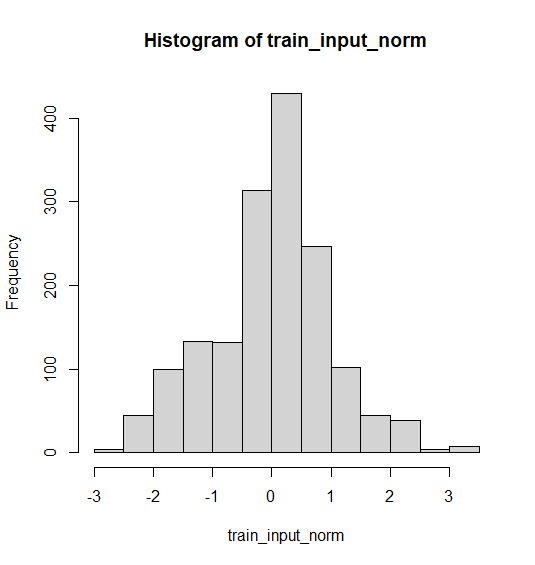 Histogram of train_input_norm
Frequency
400
300
200
100
0
-3 -2 -1 0 1 2 3
train_input_norm